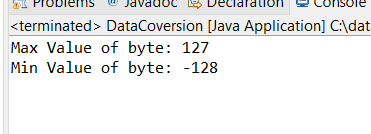 Problems @ Javadoc Declaration Console
<terminated> DataCoversion [Java Application] C:\dat
Max Value of byte: 127
Min Value of byte: -128